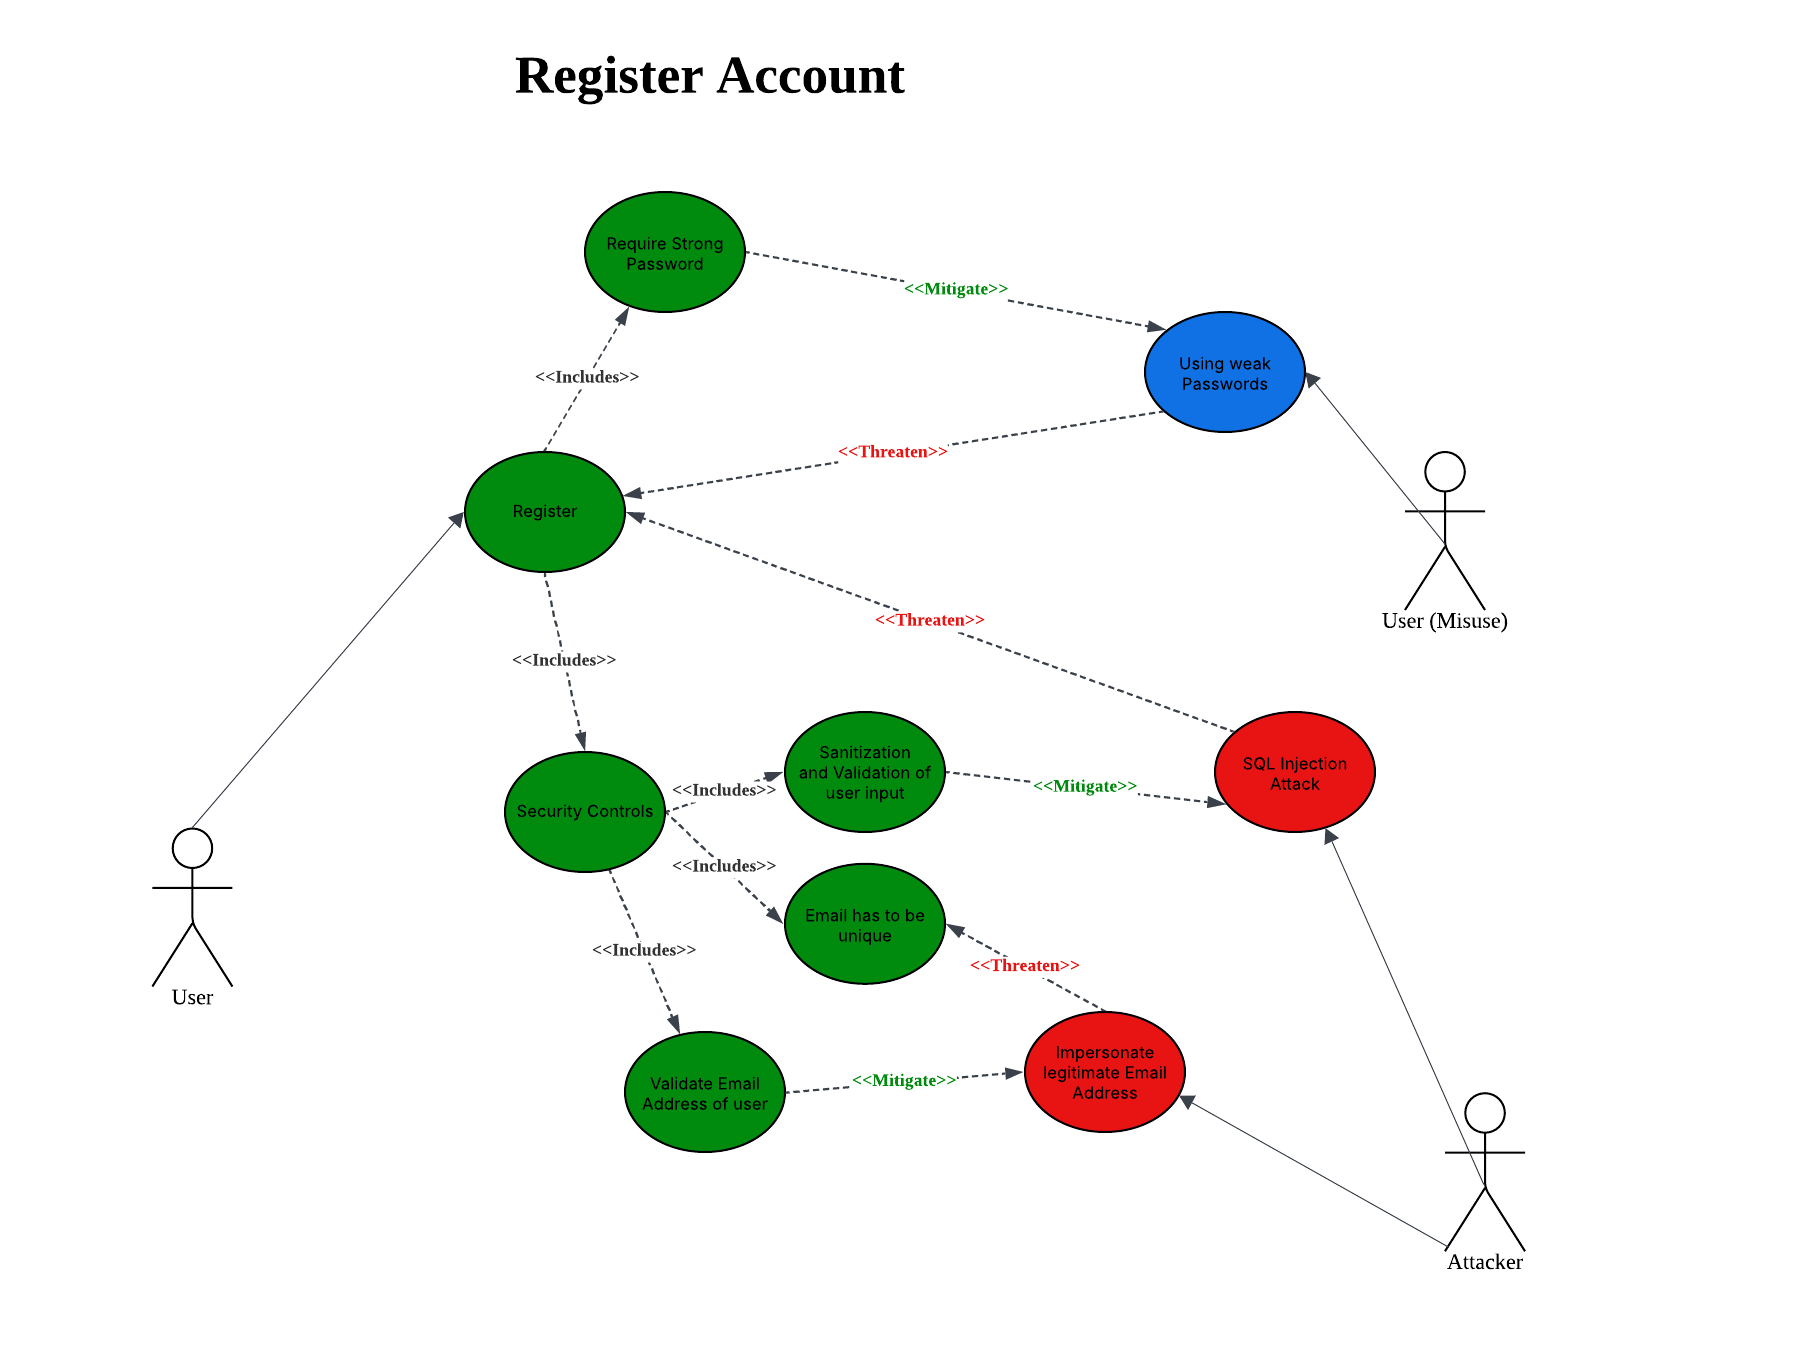 Register Account
Require Strong
Password
<<Mitigate>>
Using weak
Passwords
<<Includes>>
<<Threaten>>
Register
<<Threaten>>
User (Misuse)
<<Includes>>
Sanitization
and Validation of
user input
SQL Injection
Attack
<<Includes>>
<<Mitigate>>
Security Controls
<<Includes>>
Email has to be
unique
<<Includes>>
<<Threaten>>
User
Impersonate
legitimate Email
Address
Validate Email
Address of user
<<Mitigate>>
Attacker